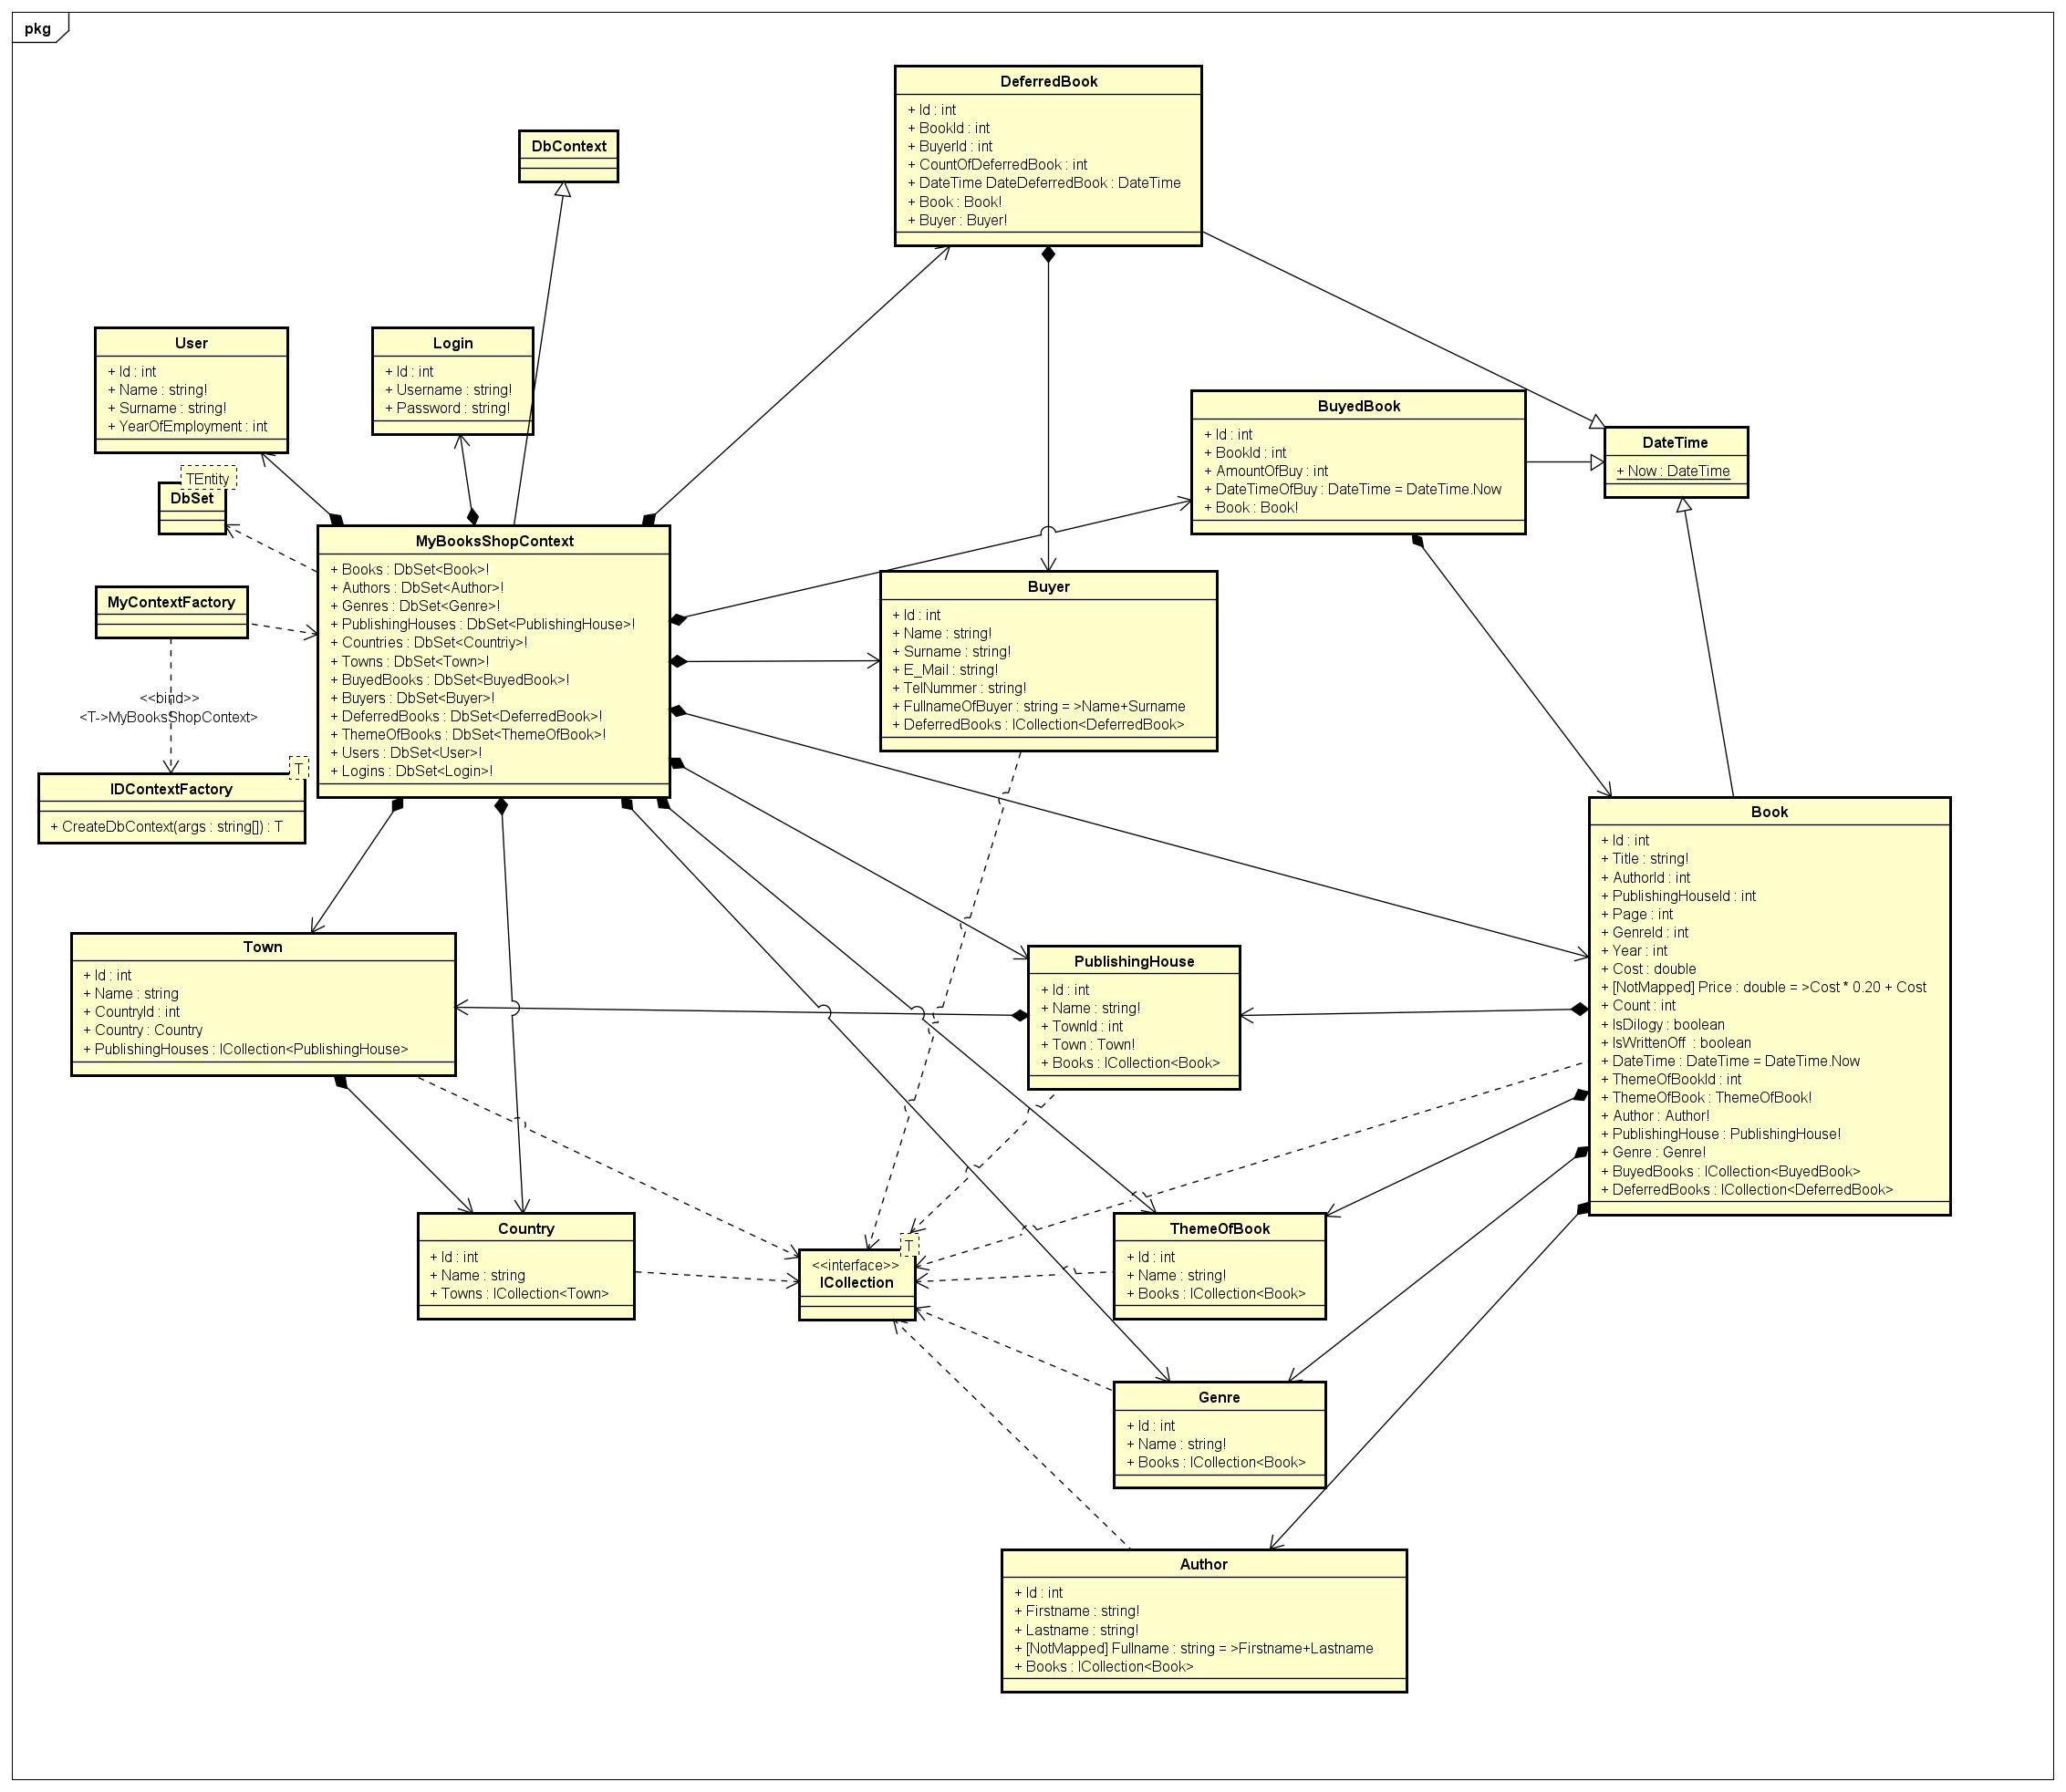 pkg
DeferredBook
+ Id : int
+ BookId : int
+ BuyerId : int
+ CountOfDeferredBook : int
+ DateTime DateDeferredBook : DateTime
+ Book : Book!
+ Buyer : Buyer!
DbContext
User
+ Id : int
+ Name : string!
+ Surname : string!
+ YearOfEmployment : int
Login
+ Id : int
+ Username : string!
+ Password : string!
BuyedBook
+ Id : int
+ BookId : int
+ AmountOfBuy : int
+ DateTimeOfBuy : DateTime = DateTime.Now
+ Book : Book!
DateTime
+ Now : DateTime
TEntity
DbSet
MyBooksShopContext
+ Books : DbSet<Book>!
+ Authors : DbSet<Author>!
+ Genres : DbSet<Genre>!
+ PublishingHouses : DbSet<PublishingHouse>!
+ Countries : DbSet<Countriy>!
+ Towns : DbSet<Town>!
+ BuyedBooks : DbSet<BuyedBook>!
+ Buyers : DbSet<Buyer>!
+ DeferredBooks : DbSet<DeferredBook>!
+ ThemeOfBooks : DbSet<ThemeOfBook>!
+ Users : DbSet<User>!
+ Logins : DbSet<Login>!
MyContextFactory
<<bind>>
<T->MyBooksShopContext>
T
IDContextFactory
+ CreateDbContext(args : string[]) : T
Buyer
+ Id : int
+ Name : string!
+ Surname : string!
+ E_Mail : string!
+ TelNummer : string!
+ FullnameOfBuyer : string = >Name+Surname
+ DeferredBooks : ICollection<DeferredBook>
Book
+ Id : int
+ Title : string!
+ AuthorId : int
+ PublishingHouseId : int
+ Page : int
+ GenreId : int
+ Year : int
+ Cost : double
+ [NotMapped] Price : double = >Cost * 0.20 + Cost
+ Count : int
+ IsDilogy : boolean
+ IsWrittenOff : boolean
+ DateTime : DateTime = DateTime.Now
+ ThemeOfBookId : int
+ ThemeOfBook : ThemeOfBook!
+ Author : Author!
+ PublishingHouse : PublishingHouse!
+ Genre : Genre!
+ BuyedBooks : ICollection<BuyedBook>
+ DeferredBooks : ICollection<DeferredBook>
Town
+ Id : int
+ Name : string
+ CountryId : int
+ Country : Country
+ PublishingHouses : ICollection<PublishingHouse>
PublishingHouse
+ Id : int
+ Name : string!
+ TownId : int
+ Town : Town!
+ Books : ICollection<Book>
Country
+ Id : int
+ Name : string
+ Towns : ICollection<Town>
T
<<interface>>
ICollection
ThemeOfBook
+ Id : int
+ Name : string!
+ Books : ICollection<Book>
Genre
+ Id : int
+ Name : string!
+ Books : ICollection<Book>
Author
+ Id : int
+ Firstname : string!
+ Lastname : string!
+ [NotMapped] Fullname : string = >Firstname+Lastname
+ Books : ICollection<Book>